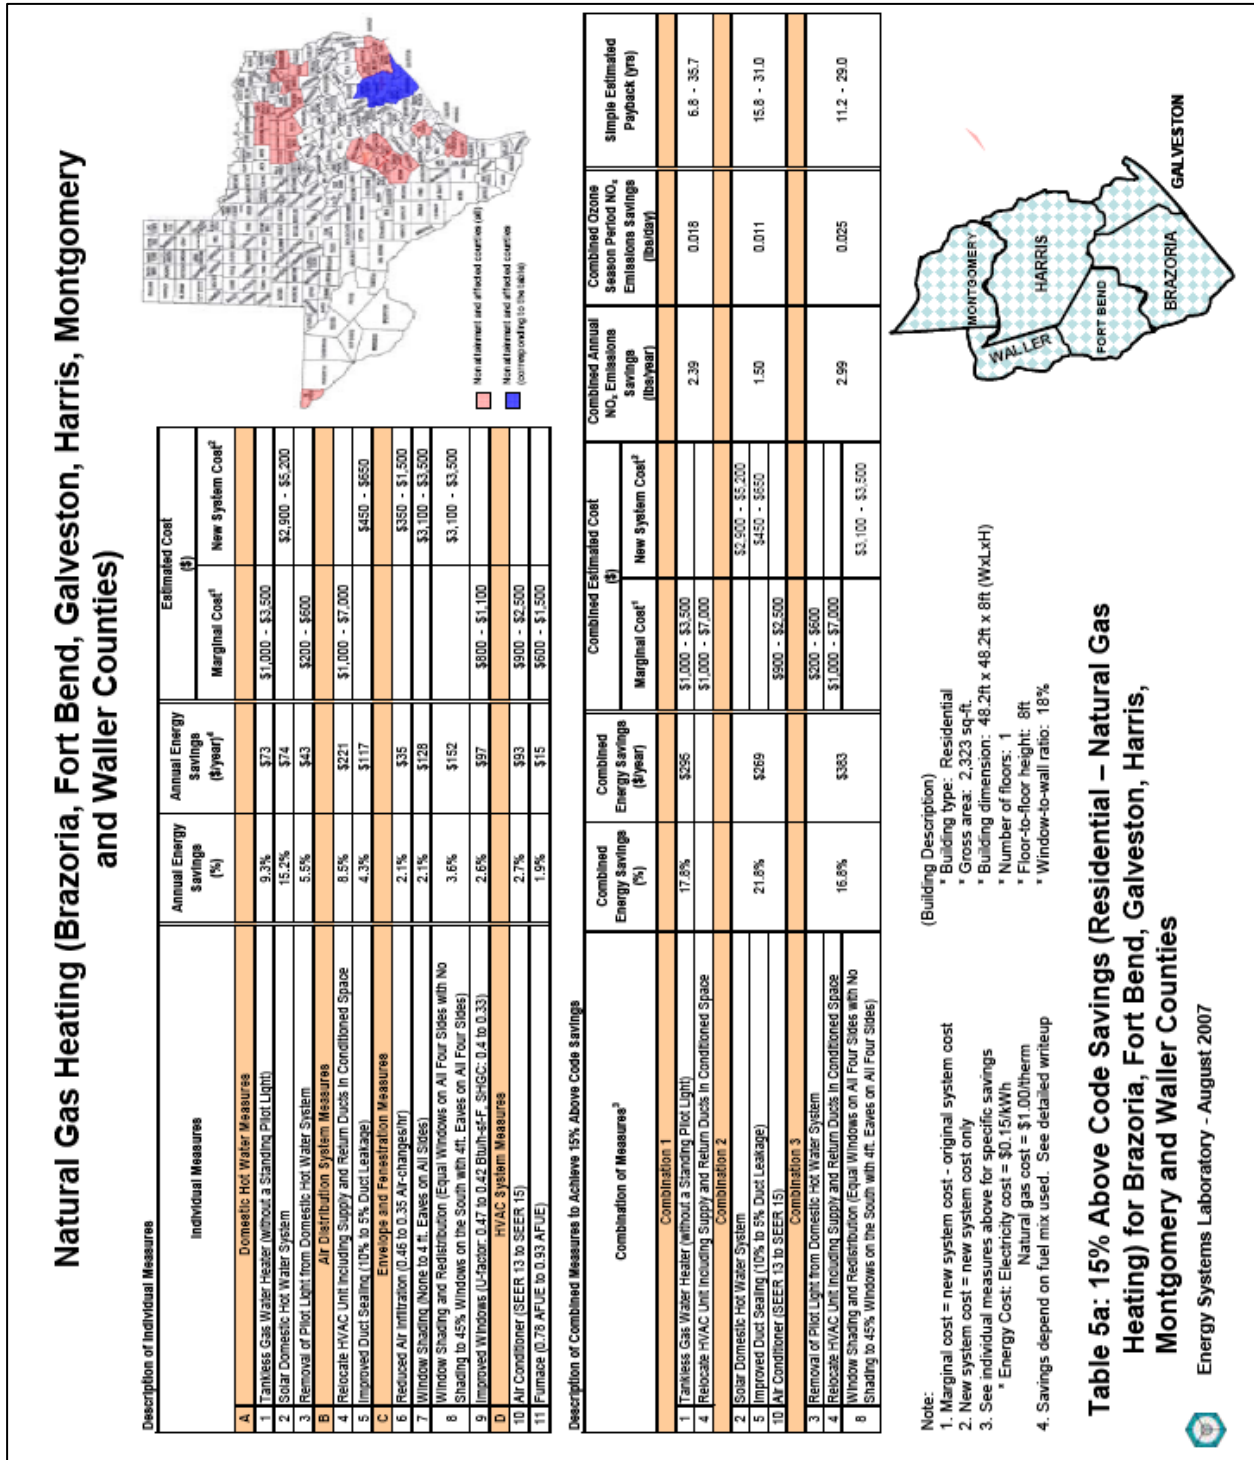 Natural Gas Heating (Brazoria, Fort Bend, Galveston, Harris, Montgomery
and Waller Counties)
Description of Individual Measures
Individual Measures
Annual Energy Savings (%)
Annual Energy Savings ($/year)⁴
Estimated Cost ($)
Marginal Cost¹
New System Cost²
A Domestic Hot Water Measures
1 Tankless Gas Water Heater (without a Standing Pilot Light) 9.3% $73 $1,000 - $3,500
2 Solar Domestic Hot Water System 15.2% $74 $2,900 - $5,200
3 Removal of Pilot Light from Domestic Hot Water System 5.5% $43 $200 - $600
B Air Distribution System Measures
4 Relocate HVAC Unit Including Supply and Return Ducts in Conditioned Space 8.5% $221 $1,000 - $7,000
5 Improved Duct Sealing (10% to 5% Duct Leakage) 4.3% $117 $450 - $650
C Envelope and Fenestration Measures
6 Reduced Air Infiltration (0.46 to 0.35 Air-changes/hr) 2.1% $35 $350 - $1,500
7 Window Shading (None to 4 ft. Eaves on All Sides) 2.1% $128 $3,100 - $3,500
8 Window Shading and Redistribution (Equal Windows on All Four Sides with No
Shading to 45% Windows on the South with 4ft. Eaves on All Four Sides) 3.6% $152 $3,100 - $3,500
9 Improved Windows (U-factor: 0.47 to 0.42 Btu/h-sf-F, SHGC: 0.4 to 0.33) 2.6% $97 $800 - $1,100
D HVAC System Measures
10 Air Conditioner (SEER 13 to SEER 15) 2.7% $93 $900 - $2,500
11 Furnace (0.78 AFUE to 0.93 AFUE) 1.9% $15 $600 - $1,500
Nonattainment and affected counties (all)
Nonattainment and affected counties
(corresponding to the table)
Description of Combined Measures to Achieve 15% Above Code Savings
Combination of Measures³
Combined Energy Savings (%)
Combined Energy Savings ($/year)
Combined Estimated Cost ($)
Marginal Cost¹
New System Cost²
Combined Annual NOₓ Emissions Savings (lbs/year)
Combined Ozone Season Period NOₓ Emissions Savings (lbs/day)
Simple Estimated Payback (yrs)
Combination 1
1 Tankless Gas Water Heater (without a Standing Pilot Light) $1,000 - $3,500
4 Relocate HVAC Unit Including Supply and Return Ducts in Conditioned Space $1,000 - $7,000
17.8% $295 2.39 0.018 6.8 - 35.7
Combination 2
2 Solar Domestic Hot Water System $2,900 - $5,200
5 Improved Duct Sealing (10% to 5% Duct Leakage) $450 - $650
10 Air Conditioner (SEER 13 to SEER 15) $900 - $2,500
21.8% $269 1.50 0.011 15.8 - 31.0
Combination 3
3 Removal of Pilot Light from Domestic Hot Water System $200 - $600
4 Relocate HVAC Unit Including Supply and Return Ducts in Conditioned Space $1,000 - $7,000
8 Window Shading and Redistribution (Equal Windows on All Four Sides with No
Shading to 45% Windows on the South with 4ft. Eaves on All Four Sides) $3,100 - $3,500
16.8% $383 2.99 0.025 11.2 - 29.0
Note:
1. Marginal cost = new system cost - original system cost
2. New system cost = new system cost only
3. See individual measures above for specific savings
* Energy Cost: Electricity cost = $0.15/kWh
Natural gas cost = $1.00/therm
4. Savings depend on fuel mix used. See detailed writeup
(Building Description)
* Building type: Residential
* Gross area: 2,323 sq-ft.
* Building dimension: 48.2ft x 48.2ft x 8ft (WxLxH)
* Number of floors: 1
* Floor-to-floor height: 8ft
* Window-to-wall ratio: 18%
MONTGOMERY
HARRIS
WALLER
FORT BEND
BRAZORIA
GALVESTON
Table 5a: 15% Above Code Savings (Residential – Natural Gas
Heating) for Brazoria, Fort Bend, Galveston, Harris,
Montgomery and Waller Counties
Energy Systems Laboratory - August 2007